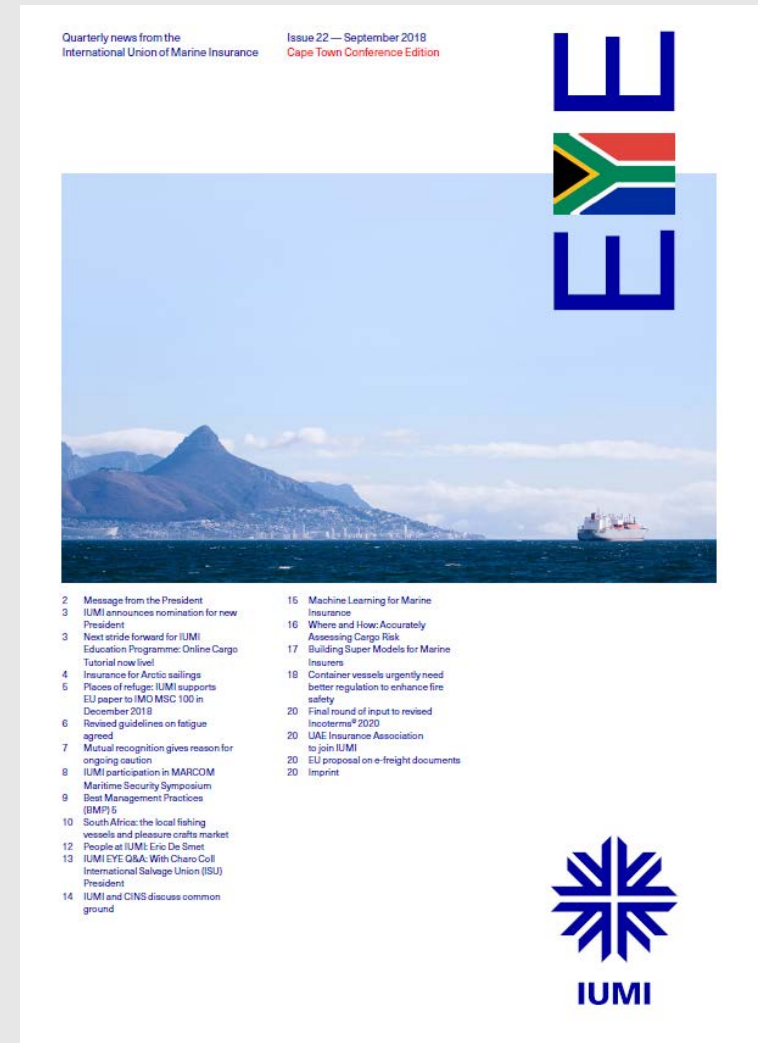 Quarterly news from the
International Union of Marine Insurance
Issue 22 — September 2018
Cape Town Conference Edition
E E
2 Message from the President
3 IUMI announces nomination for new
President
3 Next stride forward for IUMI
Education Programme: Online Cargo
Tutorial now live!
4 Insurance for Arctic sailings
5 Places of refuge: IUMI supports
EU paper to IMO MSC 100 in
December 2018
6 Revised guidelines on fatigue
agreed
7 Mutual recognition gives reason for
ongoing caution
8 IUMI participation in MARCOM
Maritime Security Symposium
9 Best Management Practices
(BMP) 5
10 South Africa: the local fishing
vessels and pleasure crafts market
12 People at IUMI: Eric De Smet
13 IUMI EYE Q&A: With Charo Coll
International Salvage Union (ISU)
President
14 IUMI and CINS discuss common
ground
15 Machine Learning for Marine
Insurance
16 Where and How: Accurately
Assessing Cargo Risk
17 Building Super Models for Marine
Insurers
18 Container vessels urgently need
better regulation to enhance fire
safety
20 Final round of input to revised
Incoterms® 2020
20 UAE Insurance Association
to join IUMI
20 EU proposal on e-freight documents
20 Imprint
IUMI